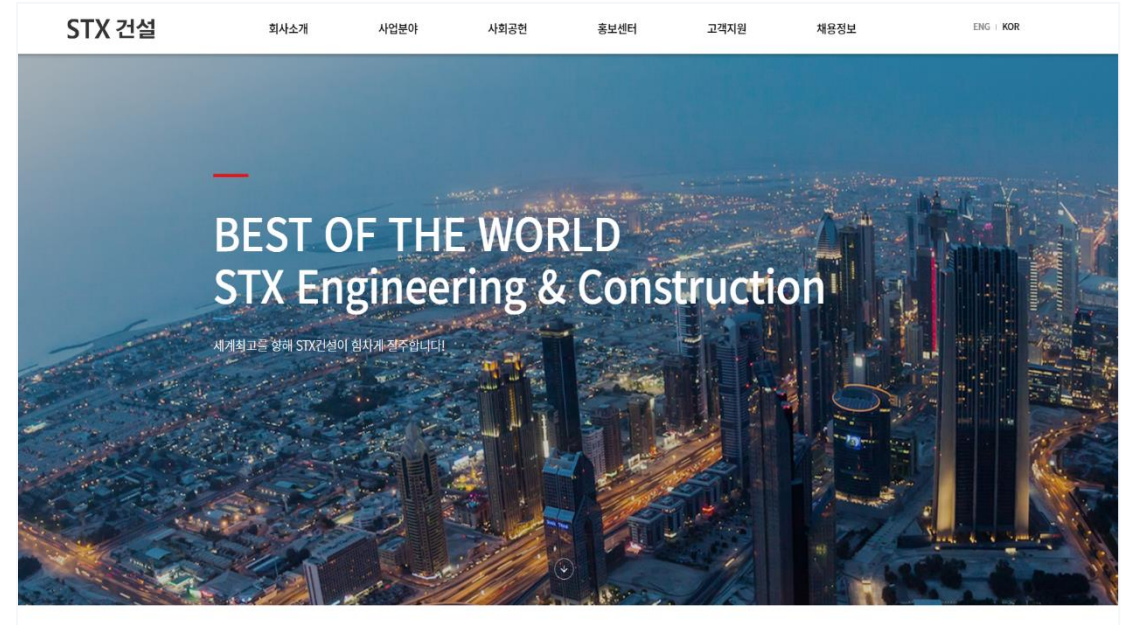 STX 건설
회사소개 사업분야 사회공헌 홍보센터 고객지원 채용정보 ENG | KOR
BEST OF THE WORLD
STX Engineering & Construction
세계최고를 향해 STX건설이 힘차게 질주합니다!